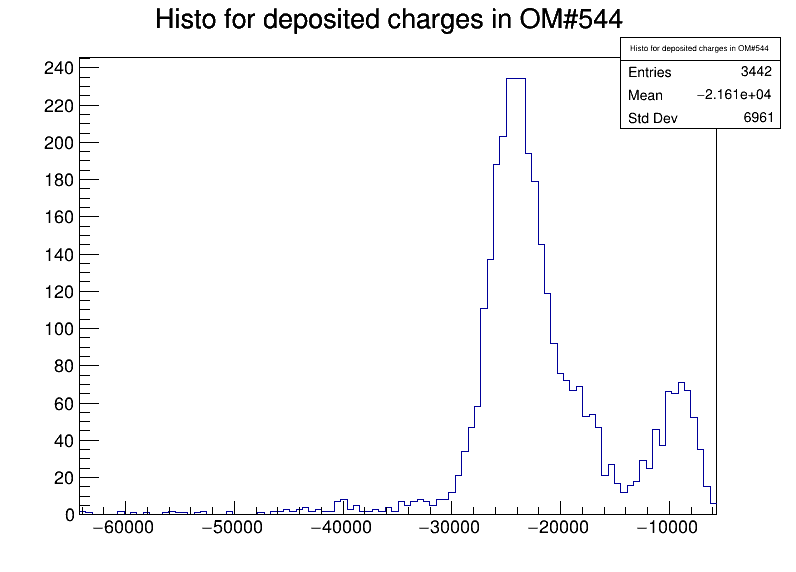 Histo for deposited charges in OM#544
Histo for deposited charges in OM#544
Entries 3442
Mean −2.161e+04
Std Dev 6961
240
220
200
180
160
140
120
100
80
60
40
20
0
−60000 −50000 −40000 −30000 −20000 −10000